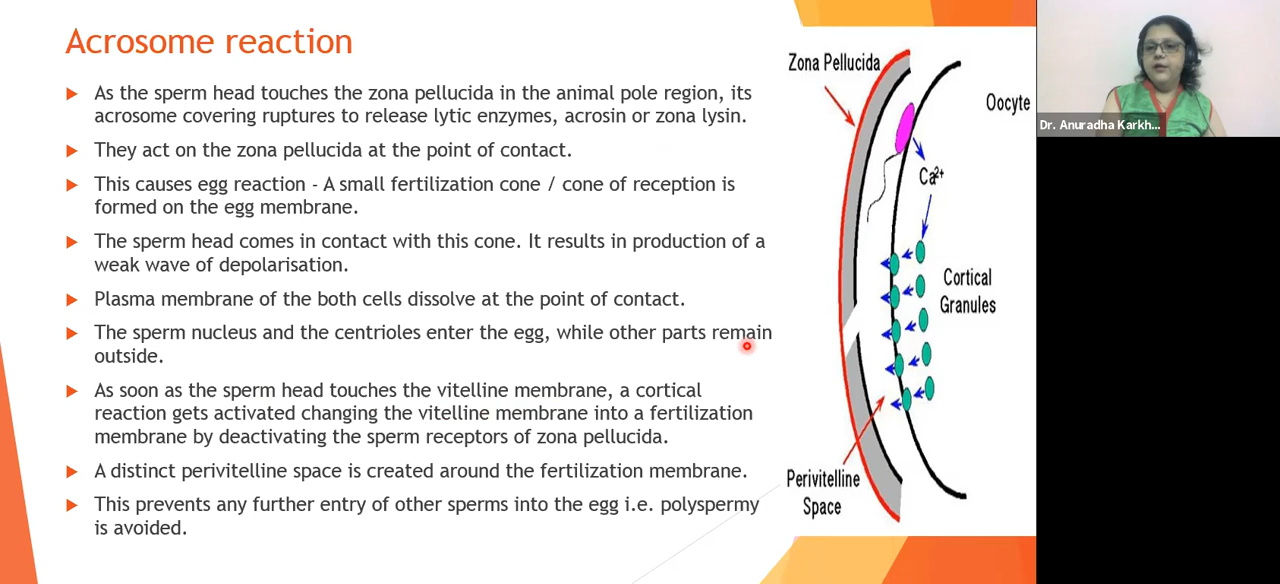 Acrosome reaction
As the sperm head touches the zona pellucida in the animal pole region, its
acrosome covering ruptures to release lytic enzymes, acrosin or zona lysin.
They act on the zona pellucida at the point of contact.
This causes egg reaction - A small fertilization cone / cone of reception is
formed on the egg membrane.
The sperm head comes in contact with this cone. It results in production of a
weak wave of depolarisation.
Plasma membrane of the both cells dissolve at the point of contact.
The sperm nucleus and the centrioles enter the egg, while other parts remain
outside.
As soon as the sperm head touches the vitelline membrane, a cortical
reaction gets activated changing the vitelline membrane into a fertilization
membrane by deactivating the sperm receptors of zona pellucida.
A distinct perivitelline space is created around the fertilization membrane.
This prevents any further entry of other sperms into the egg i.e. polyspermy
is avoided.
Zona Pellucida
Oocyte
Ca2+
Cortical
Granules
Perivitelline
Space
Dr. Anuradha Karkh...